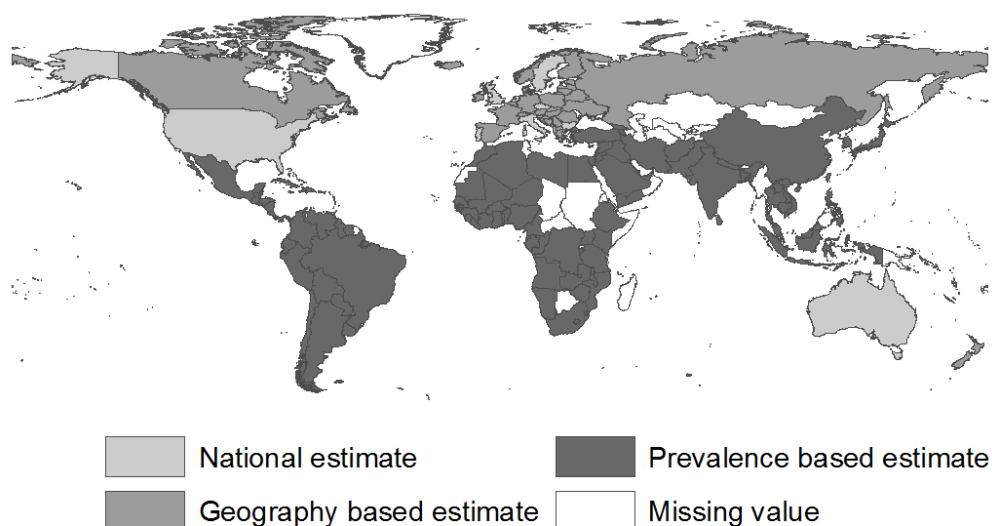 National estimate
Prevalence based estimate
Geography based estimate
Missing value